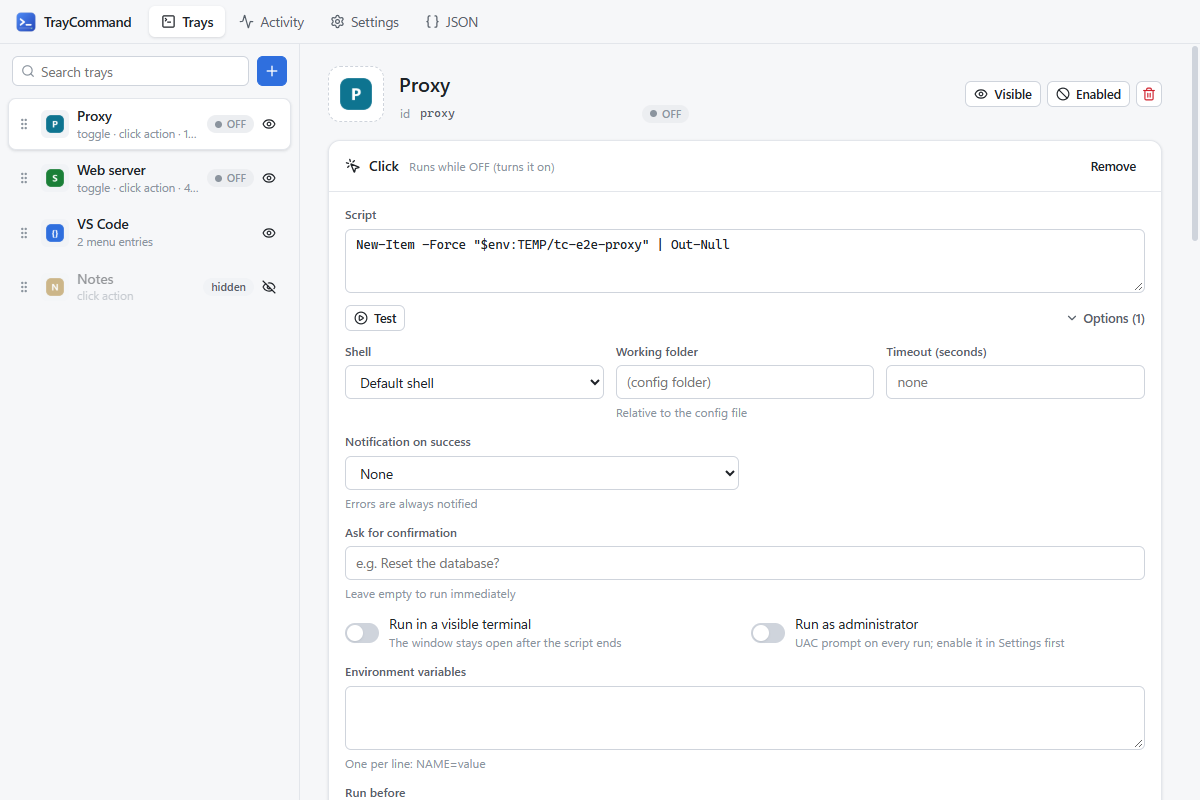 TrayCommand
Trays
Activity
Settings
{ } JSON
Search trays
P
Proxy
toggle · click action · 1...
OFF
S
Web server
toggle · click action · 4...
OFF
{}
VS Code
2 menu entries
N
Notes
click action
hidden
P
Proxy
id proxy
OFF
Visible
Enabled
Click Runs while OFF (turns it on)
Remove
Script
New-Item -Force "$env:TEMP/tc-e2e-proxy" | Out-Null
Test
Options (1)
Shell Working folder Timeout (seconds)
Default shell (config folder) none
Relative to the config file
Notification on success
None
Errors are always notified
Ask for confirmation
e.g. Reset the database?
Leave empty to run immediately
Run in a visible terminal
The window stays open after the script ends
Run as administrator
UAC prompt on every run; enable it in Settings first
Environment variables
One per line: NAME=value
Run before